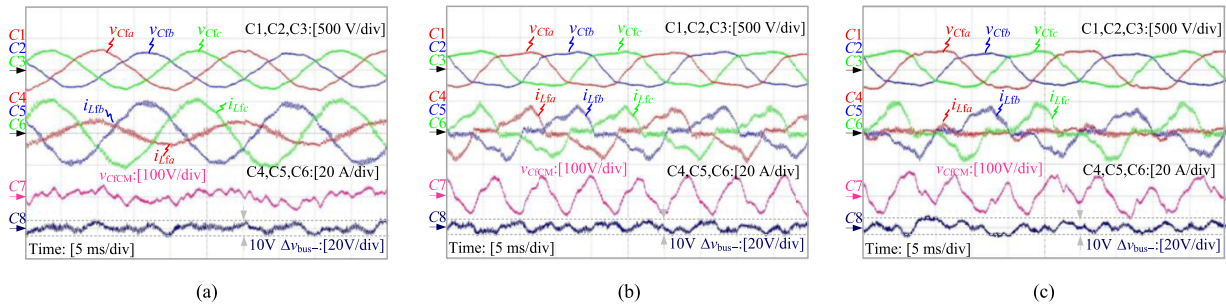 C1 v_Cfa v_Cfb v_Cfc C1,C2,C3:[500 V/div]
C2
C3
C4
C5 i_Lfb i_Lfc
C6
i_Lfa
v_CfCM:[100V/div] C4,C5,C6:[20 A/div]
C7
C8
Time: [5 ms/div] 10V Δv_bus−:[20V/div]
(a)
C1 v_Cfa v_Cfb v_Cfc C1,C2,C3:[500 V/div]
C2
C3
C4 i_Lfa i_Lfb i_Lfc
C5
C6
v_CfCM:[100V/div] C4,C5,C6:[20 A/div]
C7
C8
Time: [5 ms/div] 10V Δv_bus−:[20V/div]
(b)
C1 v_Cfa v_Cfb v_Cfc C1,C2,C3:[500 V/div]
C2
C3
C4 i_Lfa i_Lfb i_Lfc
C5
C6
v_CfCM:[100V/div] C4,C5,C6:[20 A/div]
C7
C8
Time: [5 ms/div] 10V Δv_bus−:[20V/div]
(c)